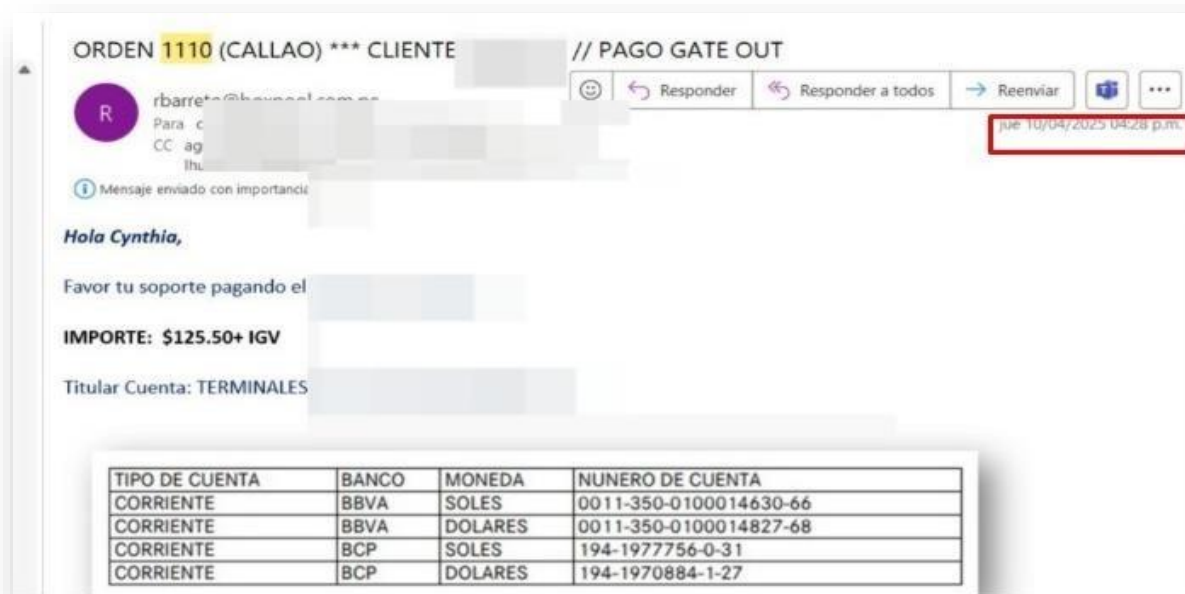 ORDEN 1110 (CALLAO) *** CLIENTE // PAGO GATE OUT
Responder Responder a todos Reenviar
R
Para
CC
jue 10/04/2025 04:28 p.m.
Mensaje enviado con importancia
Hola Cynthia,
Favor tu soporte pagando el
IMPORTE: $125.50+ IGV
Titular Cuenta: TERMINALES
TIPO DE CUENTA BANCO MONEDA NUNERO DE CUENTA
CORRIENTE BBVA SOLES 0011-350-0100014630-66
CORRIENTE BBVA DOLARES 0011-350-0100014827-68
CORRIENTE BCP SOLES 194-1977756-0-31
CORRIENTE BCP DOLARES 194-1970884-1-27